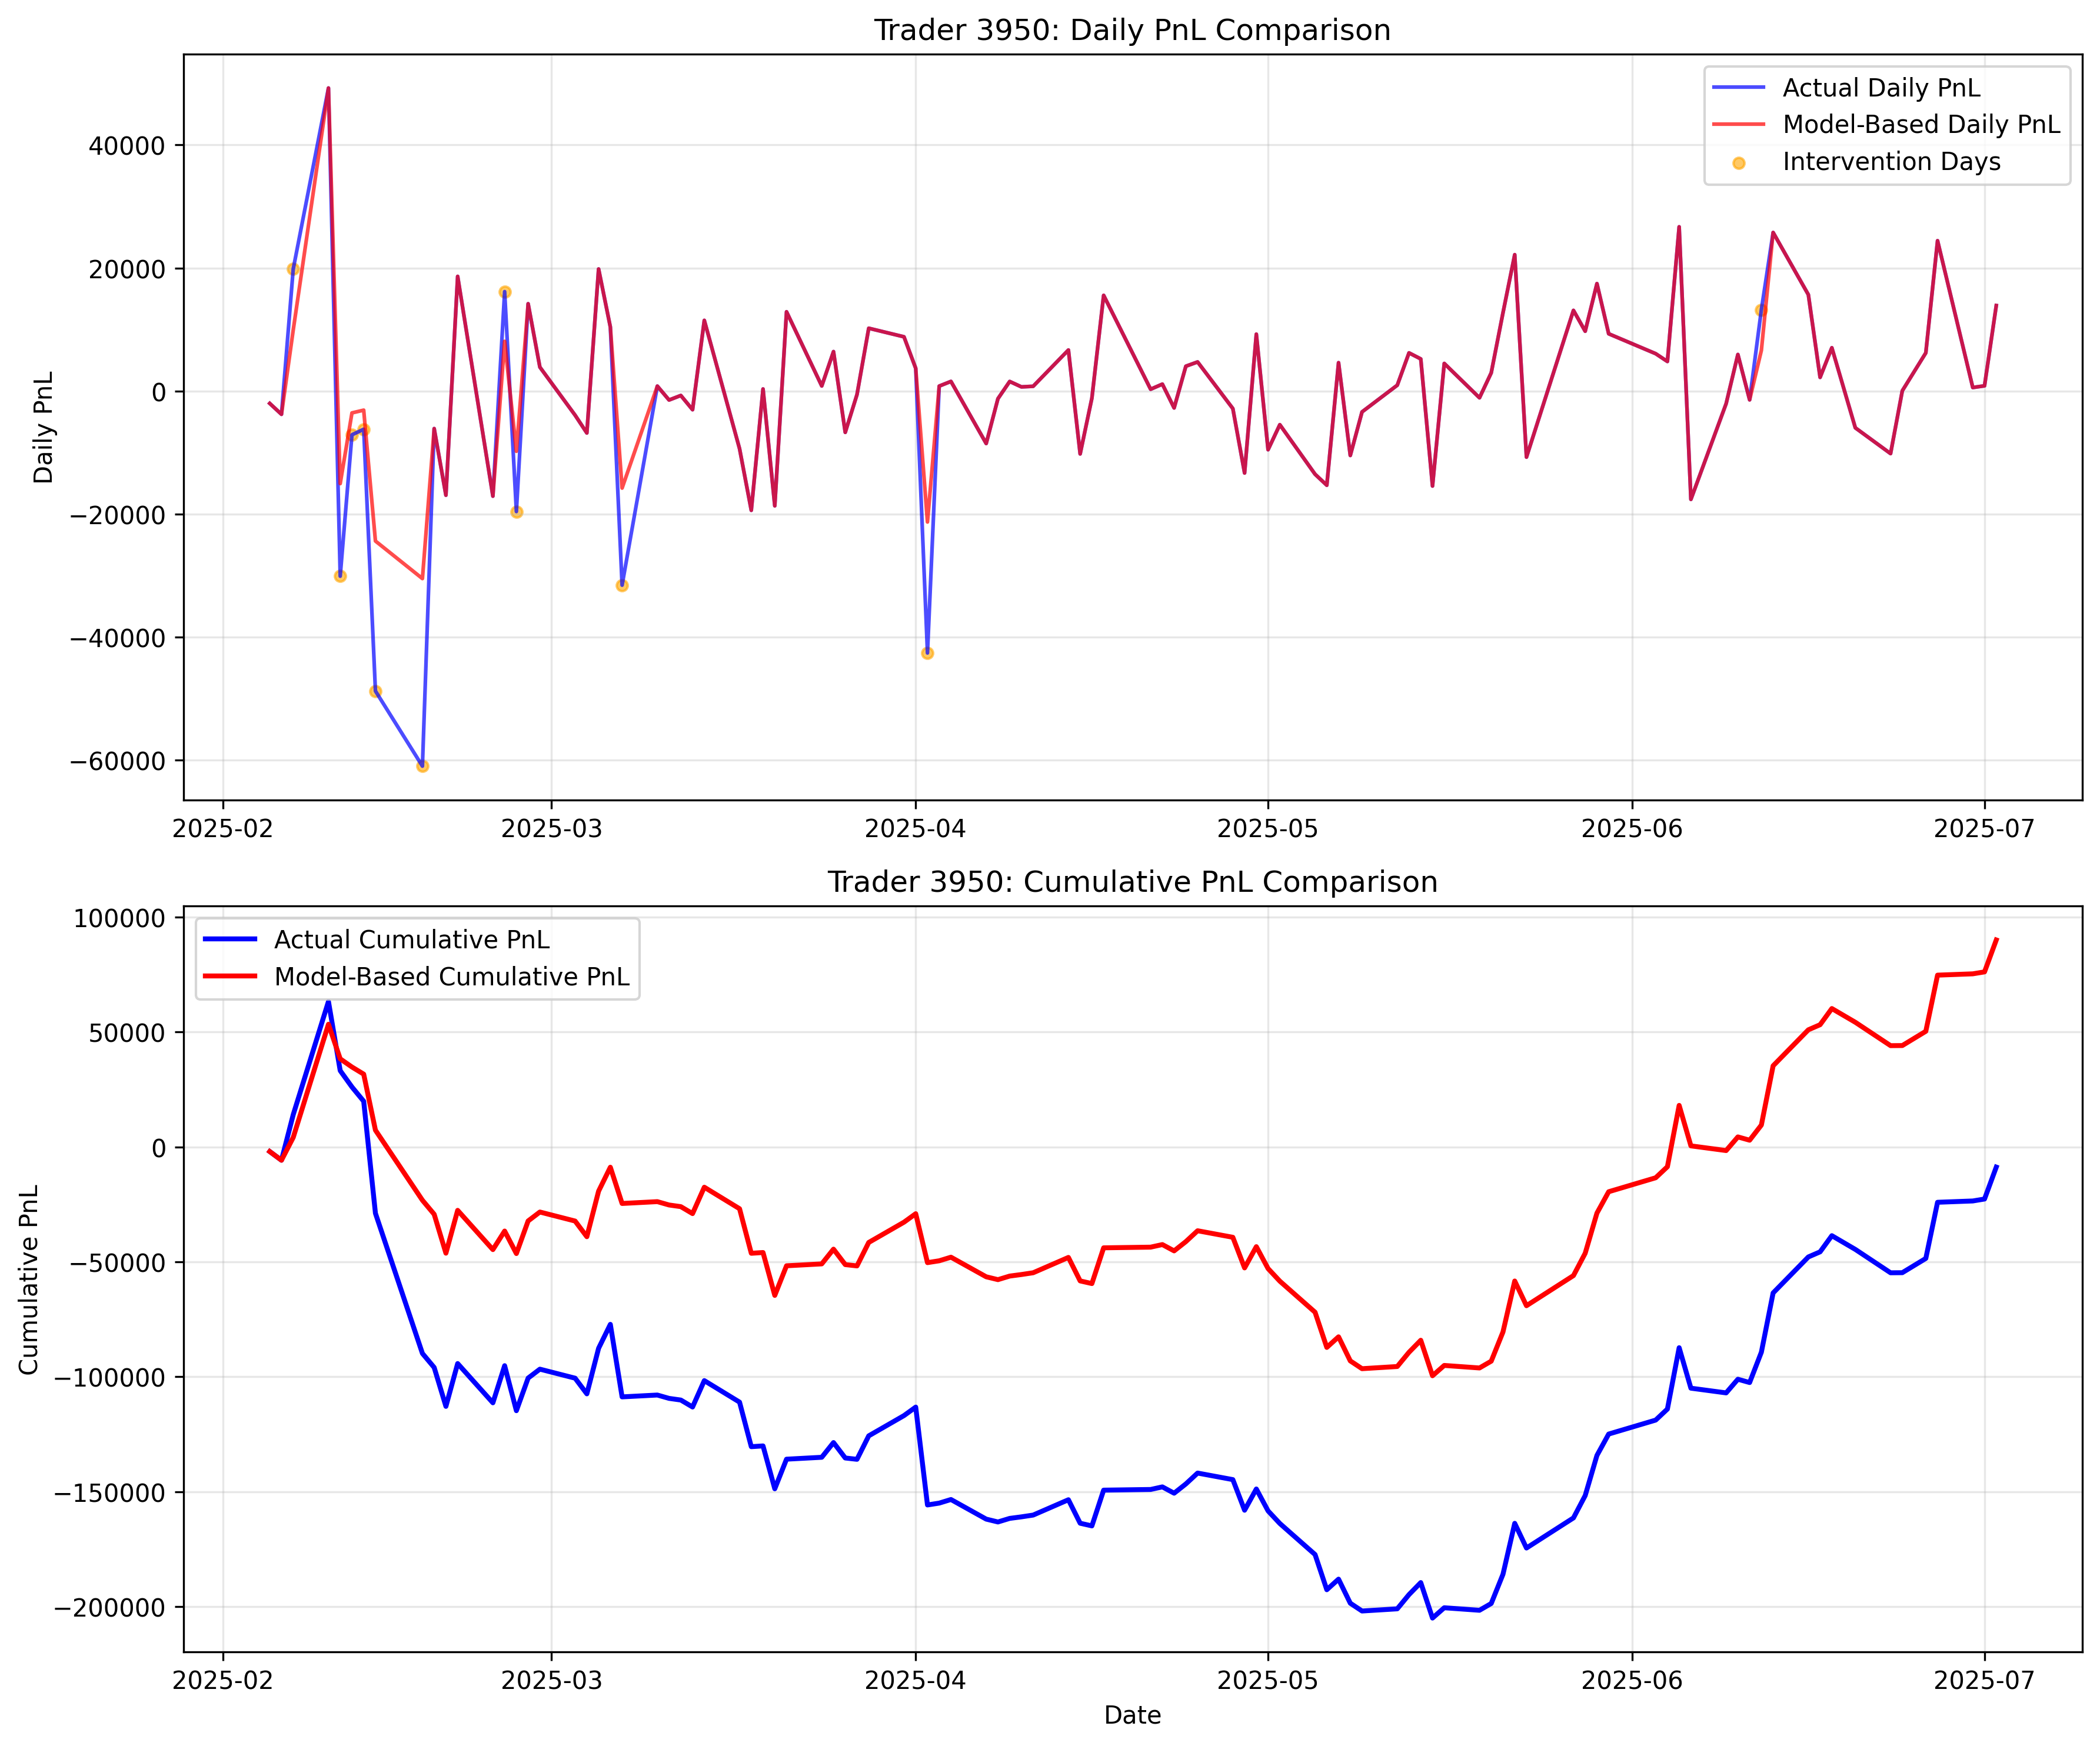 Trader 3950: Daily PnL Comparison
Actual Daily PnL
Model-Based Daily PnL
Intervention Days
Daily PnL
40000
20000
0
−20000
−40000
−60000
2025-02
2025-03
2025-04
2025-05
2025-06
2025-07
Trader 3950: Cumulative PnL Comparison
Actual Cumulative PnL
Model-Based Cumulative PnL
Cumulative PnL
100000
50000
0
−50000
−100000
−150000
−200000
2025-02
2025-03
2025-04
2025-05
2025-06
2025-07
Date